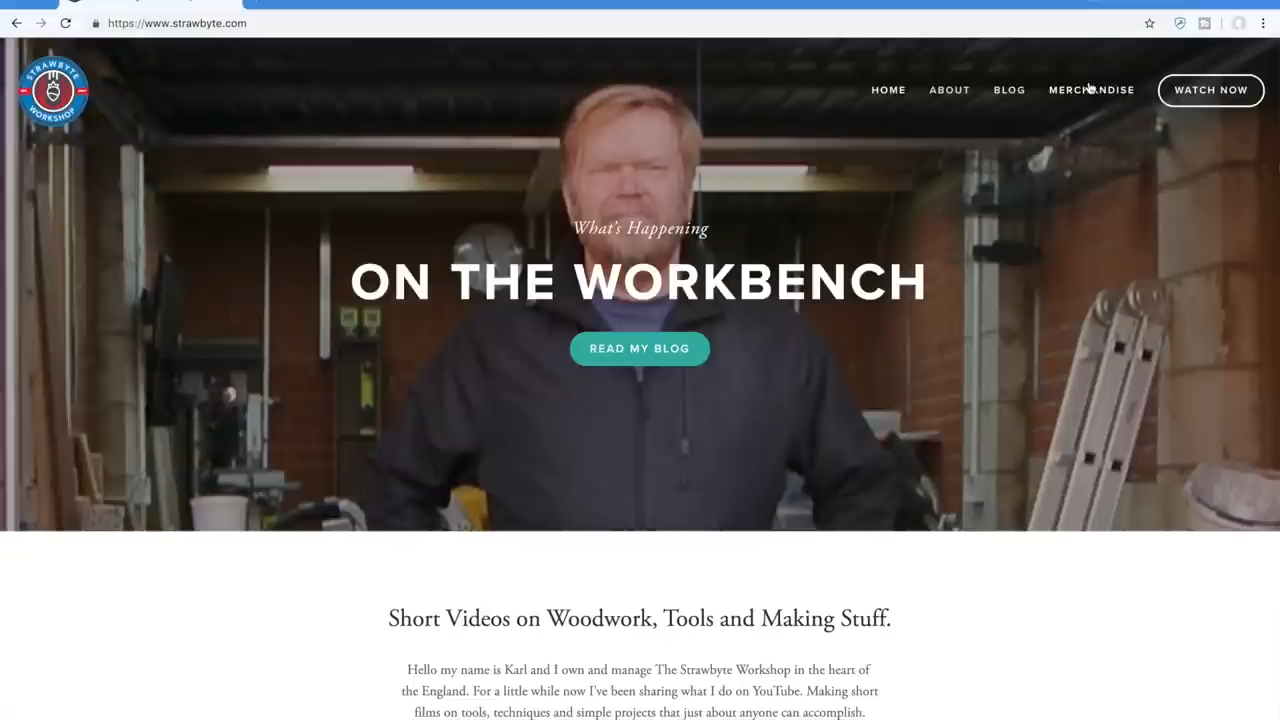 https://www.strawbyte.com
STRAWBYTE
WORKSHOP
HOME ABOUT BLOG MERCHANDISE WATCH NOW
What's Happening
ON THE WORKBENCH
READ MY BLOG
Short Videos on Woodwork, Tools and Making Stuff.
Hello my name is Karl and I own and manage The Strawbyte Workshop in the heart of
the England. For a little while now I've been sharing what I do on YouTube. Making short
films on tools, techniques and simple projects that just about anyone can accomplish.